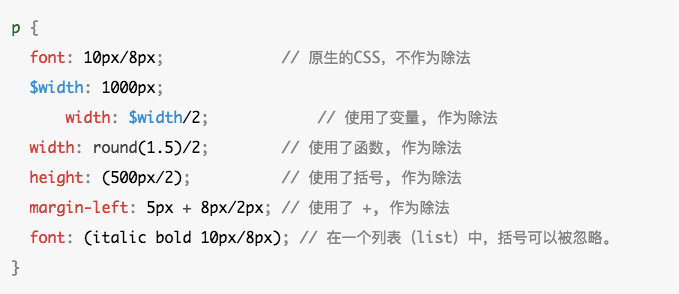 p {
  font: 10px/8px;             // 原生的CSS，不作为除法
  $width: 1000px;
      width: $width/2;            // 使用了变量, 作为除法
  width: round(1.5)/2;        // 使用了函数, 作为除法
  height: (500px/2);          // 使用了括号, 作为除法
  margin-left: 5px + 8px/2px; // 使用了 +, 作为除法
  font: (italic bold 10px/8px); // 在一个列表（list）中，括号可以被忽略。
}